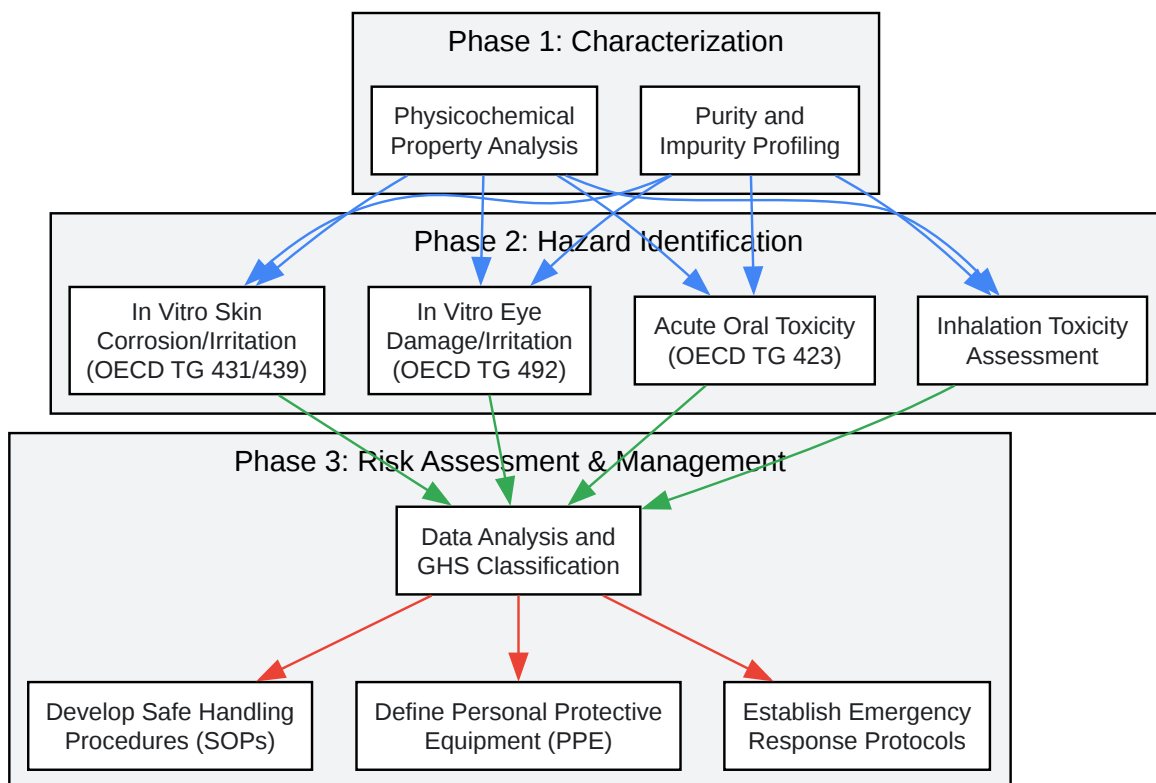 Phase 1: Characterization
Physicochemical
Property Analysis
Purity and
Impurity Profiling
Phase 2: Hazard Identification
In Vitro Skin
Corrosion/Irritation
(OECD TG 431/439)
In Vitro Eye
Damage/Irritation
(OECD TG 492)
Acute Oral Toxicity
(OECD TG 423)
Inhalation Toxicity
Assessment
Phase 3: Risk Assessment & Management
Data Analysis and
GHS Classification
Develop Safe Handling
Procedures (SOPs)
Define Personal Protective
Equipment (PPE)
Establish Emergency
Response Protocols